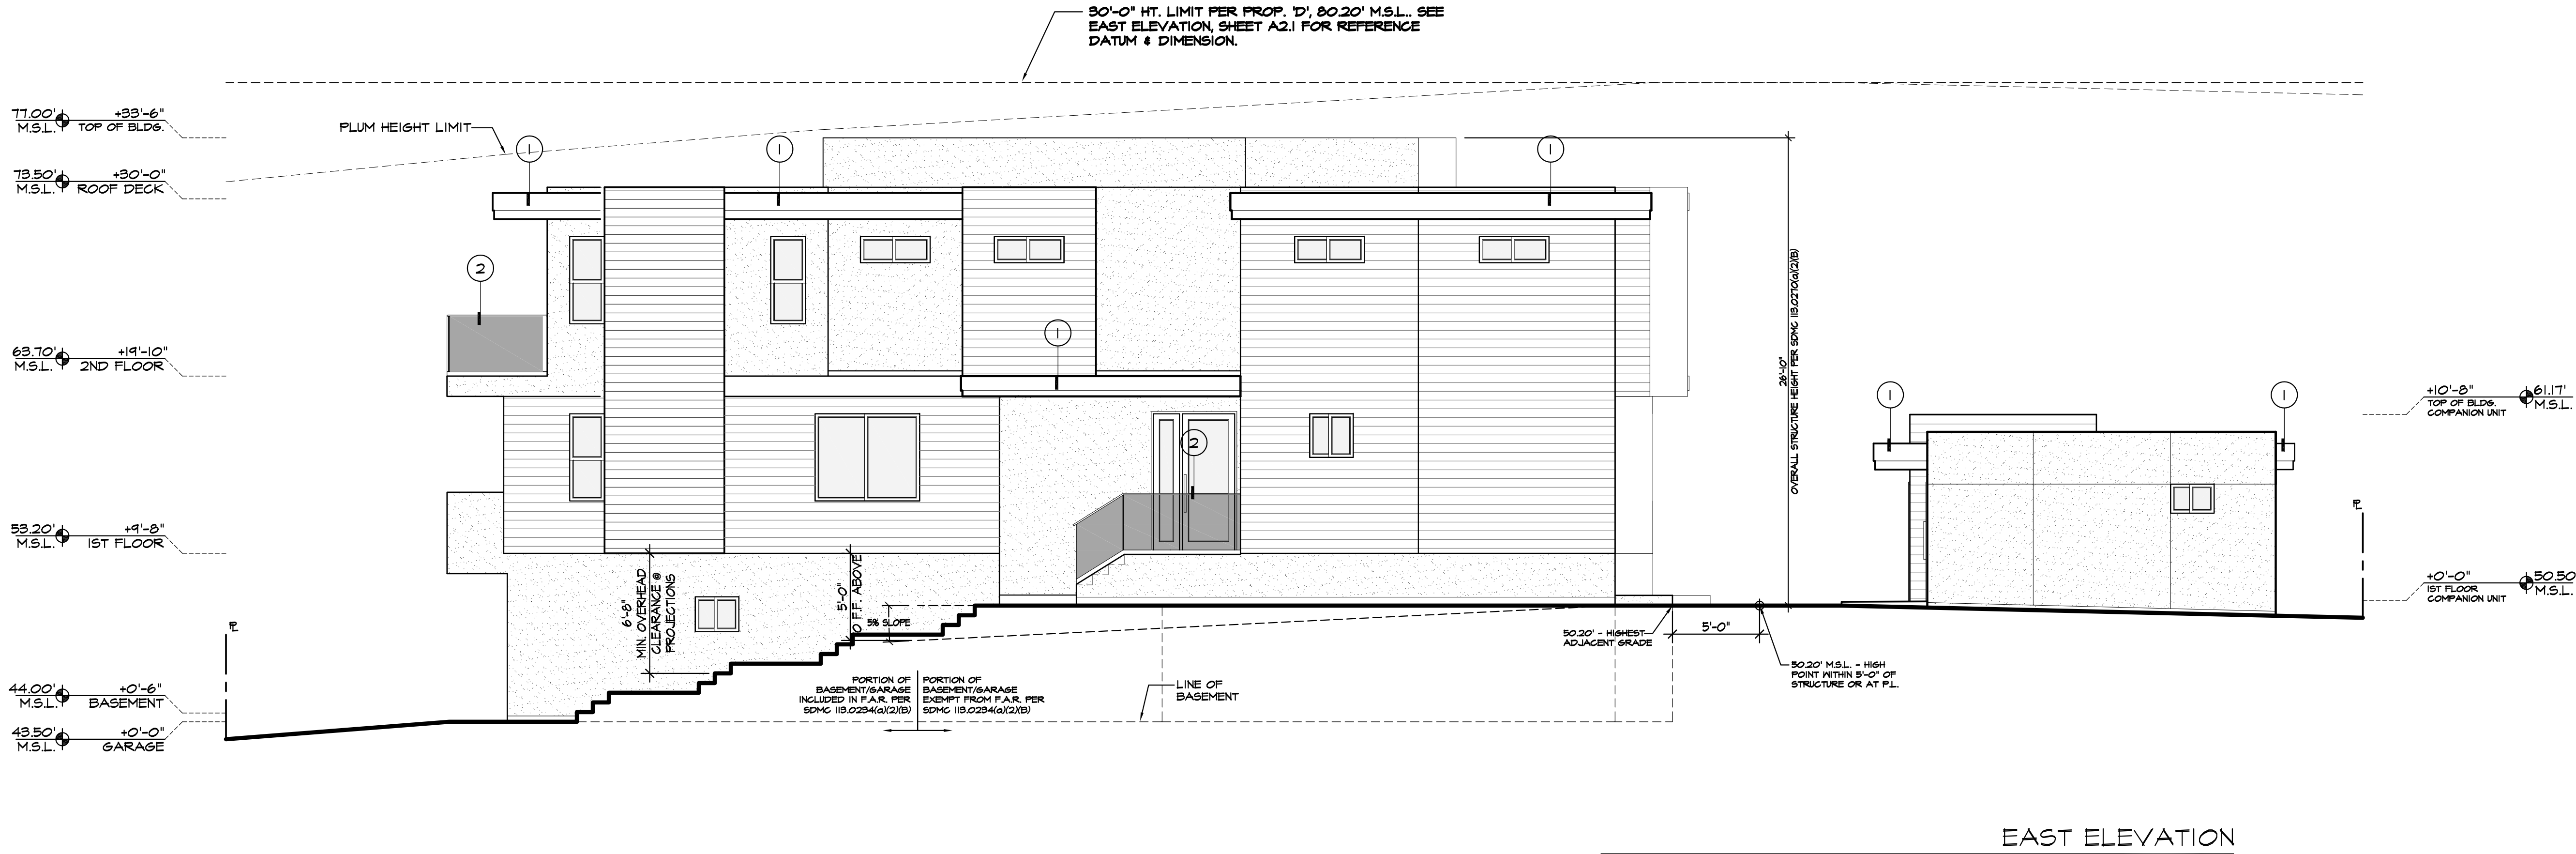 30'-0" HT. LIMIT PER PROP. 'D', 80.20' M.S.L.. SEE
EAST ELEVATION, SHEET A2.1 FOR REFERENCE
DATUM & DIMENSION.
77.00' +33'-6"
M.S.L. TOP OF BLDG.
PLUM HEIGHT LIMIT
1
1
1
73.50' +30'-0"
M.S.L. ROOF DECK
2
1
63.70' +19'-10"
M.S.L. 2ND FLOOR
26'-10"
OVERALL STRUCTURE HEIGHT PER SDMC 113.0270(a)(2)(B)
1
1
+10'-8" 61.17'
TOP OF BLDG. M.S.L.
COMPANION UNIT
2
53.20' +9'-8"
M.S.L. 1ST FLOOR
6'-8"
MIN. OVERHEAD
CLEARANCE @
PROJECTIONS
5'-0"
O F.F. ABOVE
5% SLOPE
50.20' - HIGHEST
ADJACENT GRADE
5'-0"
50.20' M.S.L. - HIGH
POINT WITHIN 5'-0" OF
STRUCTURE OR AT P.L.
+0'-0" 50.50
1ST FLOOR M.S.L.
COMPANION UNIT
PL
PL
44.00' +0'-6"
M.S.L. BASEMENT
43.50' +0'-0"
M.S.L. GARAGE
PORTION OF
BASEMENT/GARAGE
INCLUDED IN F.A.R. PER
SDMC 113.0234(a)(2)(B)
PORTION OF
BASEMENT/GARAGE
EXEMPT FROM F.A.R. PER
SDMC 113.0234(a)(2)(B)
LINE OF
BASEMENT
EAST ELEVATION